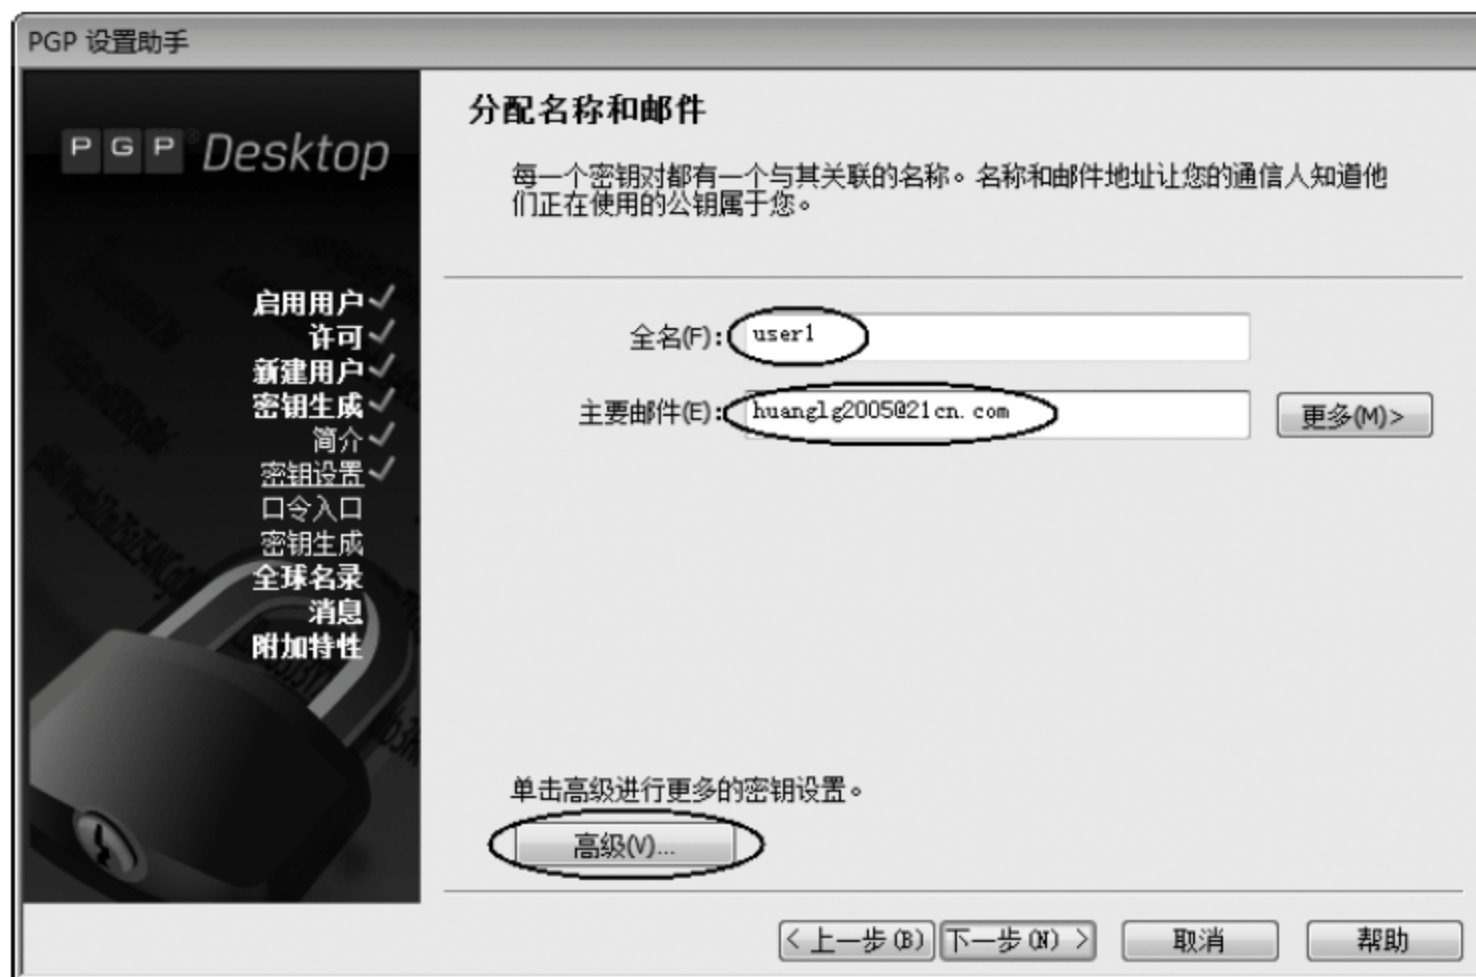 PGP 设置助手
PGP® Desktop
启用用户
许可
新建用户
密钥生成
简介
密钥设置
口令入口
密钥生成
全球名录
消息
附加特性
分配名称和邮件
每一个密钥对都有一个与其关联的名称。名称和邮件地址让您的通信人知道他
们正在使用的公钥属于您。
全名(F): user1
主要邮件(E): huanglg2005@21cn.com 更多(M)>
单击高级进行更多的密钥设置。
高级(V)...
< 上一步(B) 下一步(N) > 取消 帮助